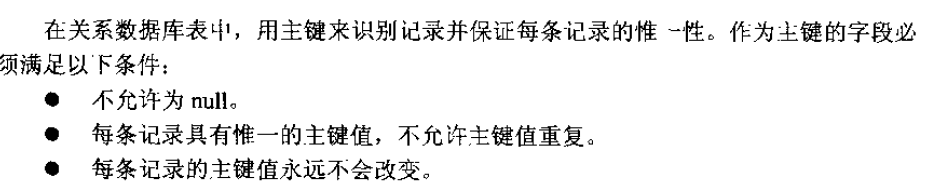 在关系数据库表中，用主键来识别记录并保证每条记录的惟一性。作为主键的字段必
须满足以下条件：
● 不允许为 null。
● 每条记录具有惟一的主键值，不允许主键值重复。
● 每条记录的主键值永远不会改变。